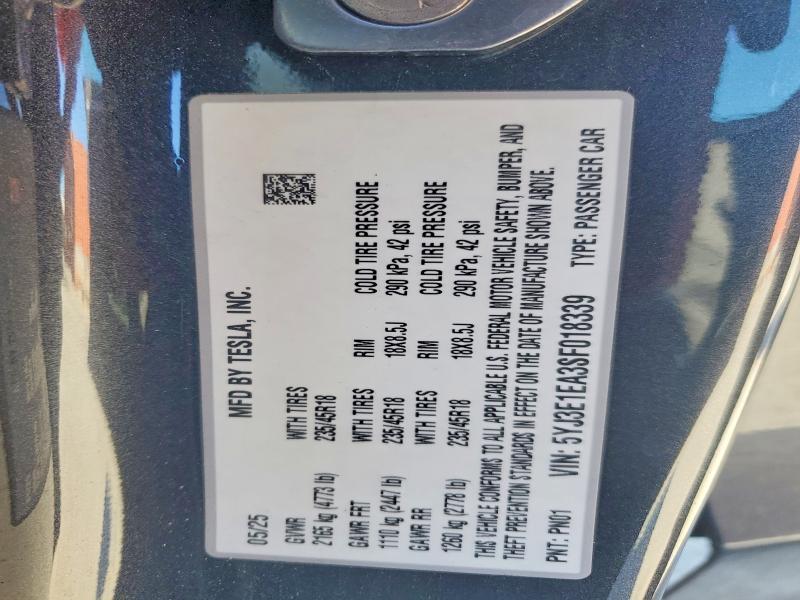 MFD BY TESLA, INC.
05/25
GVWR WITH TIRES RIM COLD TIRE PRESSURE
2165 kg (4773 lb) 235/45R18 18X8.5J 290 kPa, 42 psi
GAWR FRT WITH TIRES RIM COLD TIRE PRESSURE
1110 kg (2447 lb) 235/45R18 18X8.5J 290 kPa, 42 psi
GAWR RR WITH TIRES
1260 kg (2778 lb) 235/45R18
THIS VEHICLE CONFORMS TO ALL APPLICABLE U.S. FEDERAL MOTOR VEHICLE SAFETY, BUMPER, AND
THEFT PREVENTION STANDARDS IN EFFECT ON THE DATE OF MANUFACTURE SHOWN ABOVE.
PNT: PN01 VIN: 5YJ3E1EA3SF018339 TYPE: PASSENGER CAR